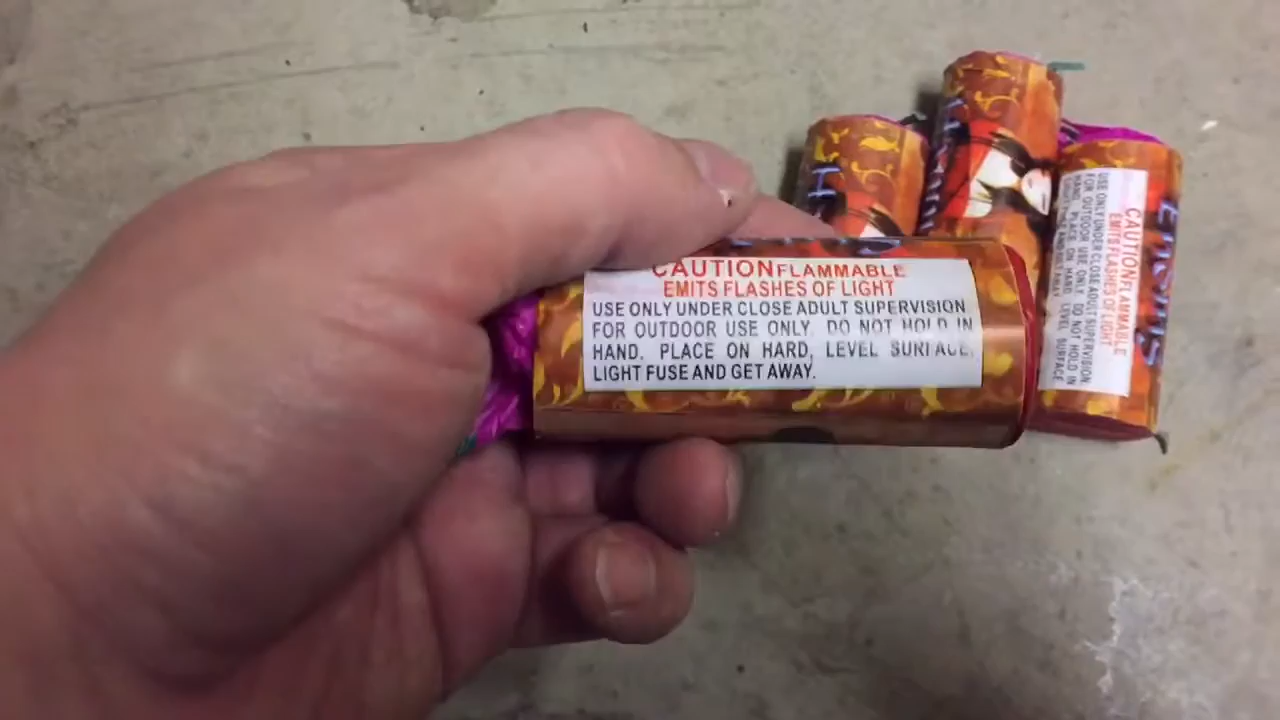 CAUTION FLAMMABLE
EMITS FLASHES OF LIGHT
USE ONLY UNDER CLOSE ADULT SUPERVISION
FOR OUTDOOR USE ONLY. DO NOT HOLD IN
HAND. PLACE ON HARD, LEVEL SURFACE.
LIGHT FUSE AND GET AWAY.
CAUTION FLAMMABLE
EMITS FLASHES OF LIGHT
USE ONLY UNDER CLOSE ADULT SUPERVISION
FOR OUTDOOR USE ONLY. DO NOT HOLD IN
HAND. PLACE ON HARD, LEVEL SURFACE